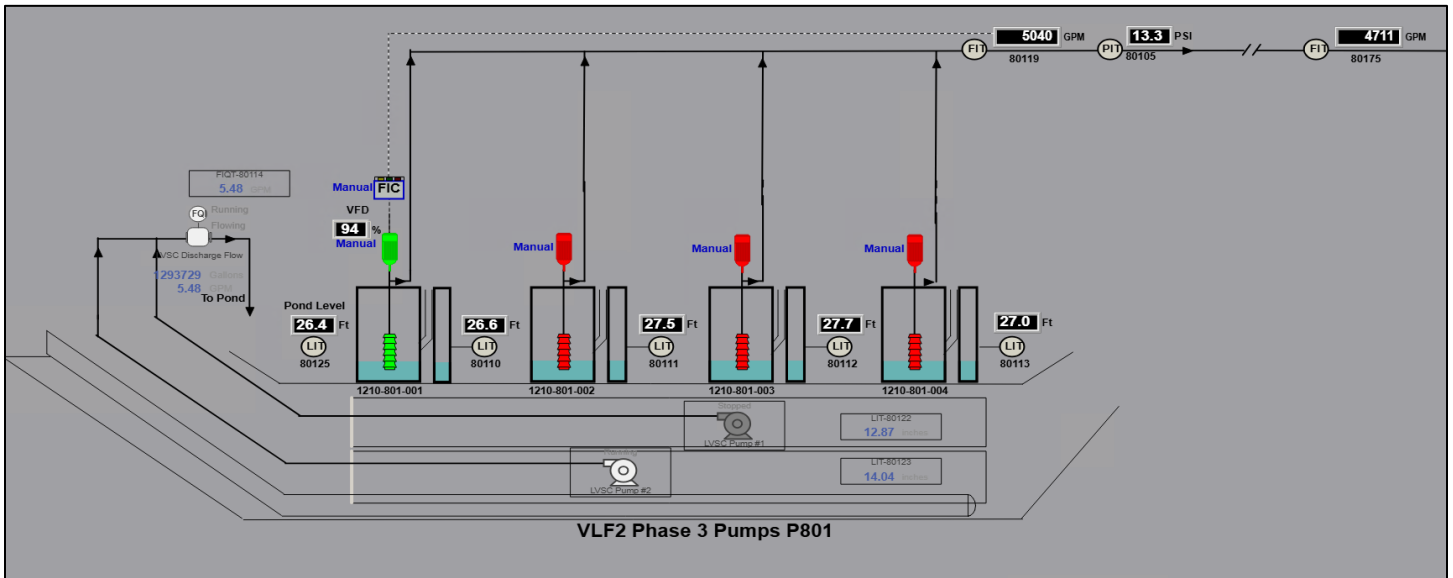 5040 GPM
13.3 PSI
4711 GPM
FIT
PIT
FIT
80119
80105
80175
FIQT-80114
5.48 GPM
Manual FIC
FQI
Running
Flowing
VFD
94 %
Manual
Manual
Manual
Manual
LVSC Discharge Flow
1293729 Gallons
5.48 GPM
To Pond
Pond Level
26.4 Ft
26.6 Ft
27.5 Ft
27.7 Ft
27.0 Ft
LIT
LIT
LIT
LIT
LIT
80125
80110
80111
80112
80113
1210-801-001
1210-801-002
1210-801-003
1210-801-004
Stopped
LVSC Pump #1
LIT-80122
12.87 Inches
LVSC Pump #2
LIT-80123
14.04 Inches
VLF2 Phase 3 Pumps P801